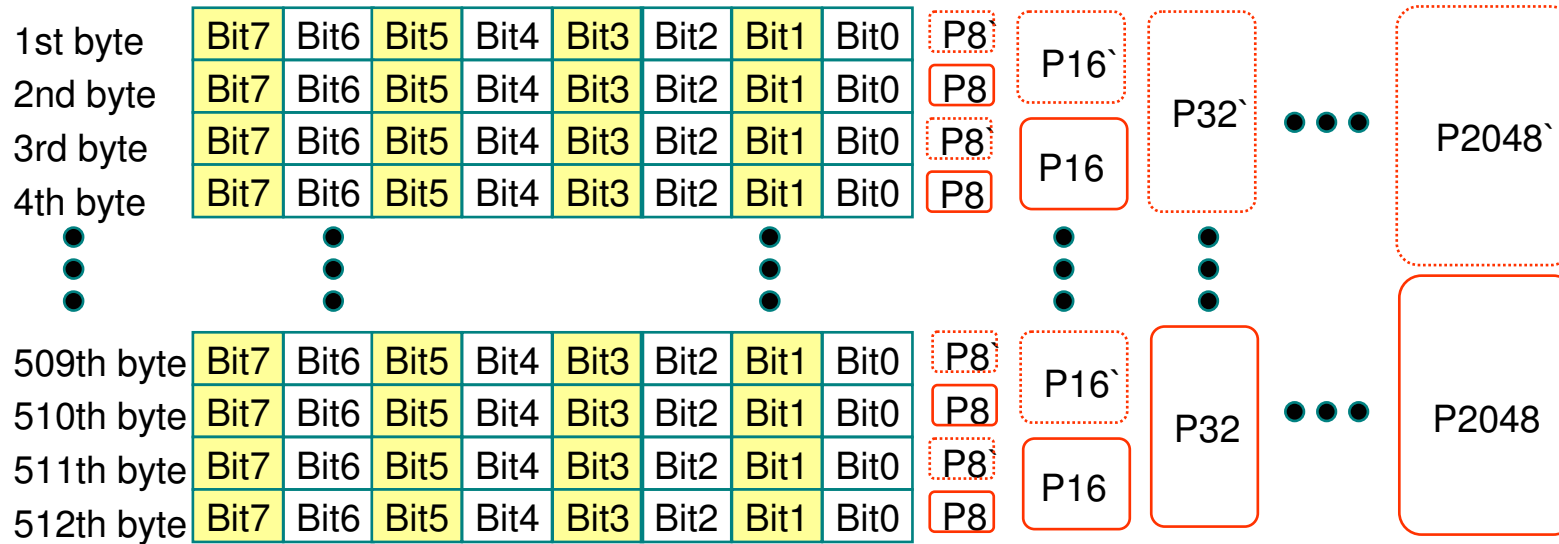 1st byte Bit7 Bit6 Bit5 Bit4 Bit3 Bit2 Bit1 Bit0 P8`
2nd byte Bit7 Bit6 Bit5 Bit4 Bit3 Bit2 Bit1 Bit0 P8
3rd byte Bit7 Bit6 Bit5 Bit4 Bit3 Bit2 Bit1 Bit0 P8`
4th byte Bit7 Bit6 Bit5 Bit4 Bit3 Bit2 Bit1 Bit0 P8
P16`
P16
P32`
P2048`
509th byte Bit7 Bit6 Bit5 Bit4 Bit3 Bit2 Bit1 Bit0 P8`
510th byte Bit7 Bit6 Bit5 Bit4 Bit3 Bit2 Bit1 Bit0 P8
511th byte Bit7 Bit6 Bit5 Bit4 Bit3 Bit2 Bit1 Bit0 P8`
512th byte Bit7 Bit6 Bit5 Bit4 Bit3 Bit2 Bit1 Bit0 P8
P16`
P16
P32
P2048